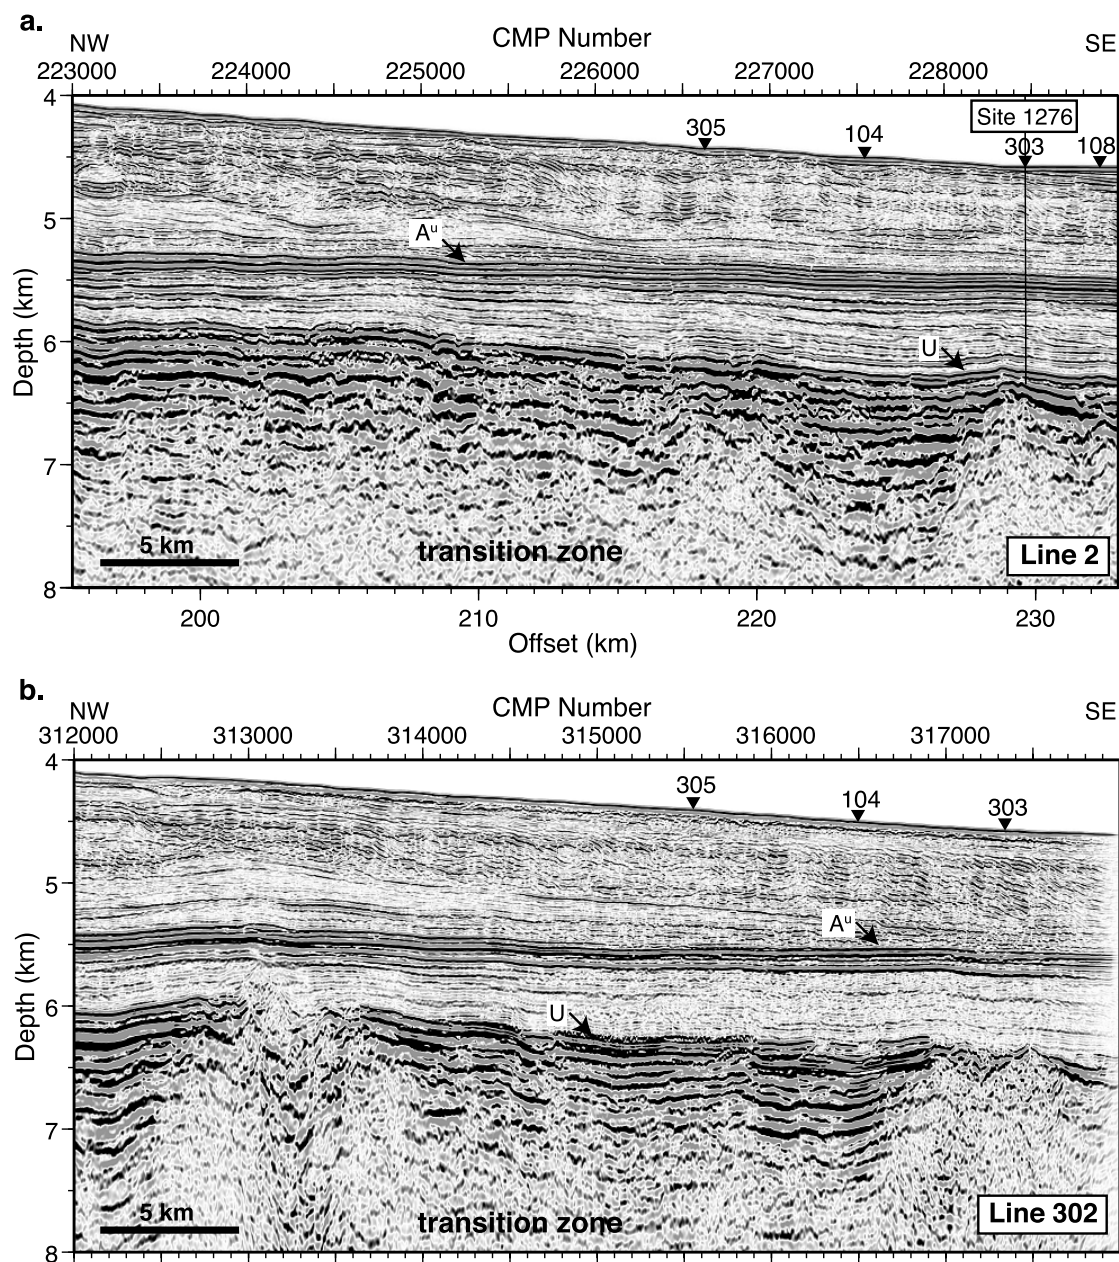 a.
NW CMP Number SE
223000 224000 225000 226000 227000 228000
4
Site 1276
305 104 303 108
5
Aᵘ
Depth (km)
6
U
7
5 km transition zone Line 2
8
200 210 220 230
Offset (km)
b.
NW CMP Number SE
312000 313000 314000 315000 316000 317000
4
305 104 303
5
Aᵘ
Depth (km)
6
U
7
5 km transition zone Line 302
8